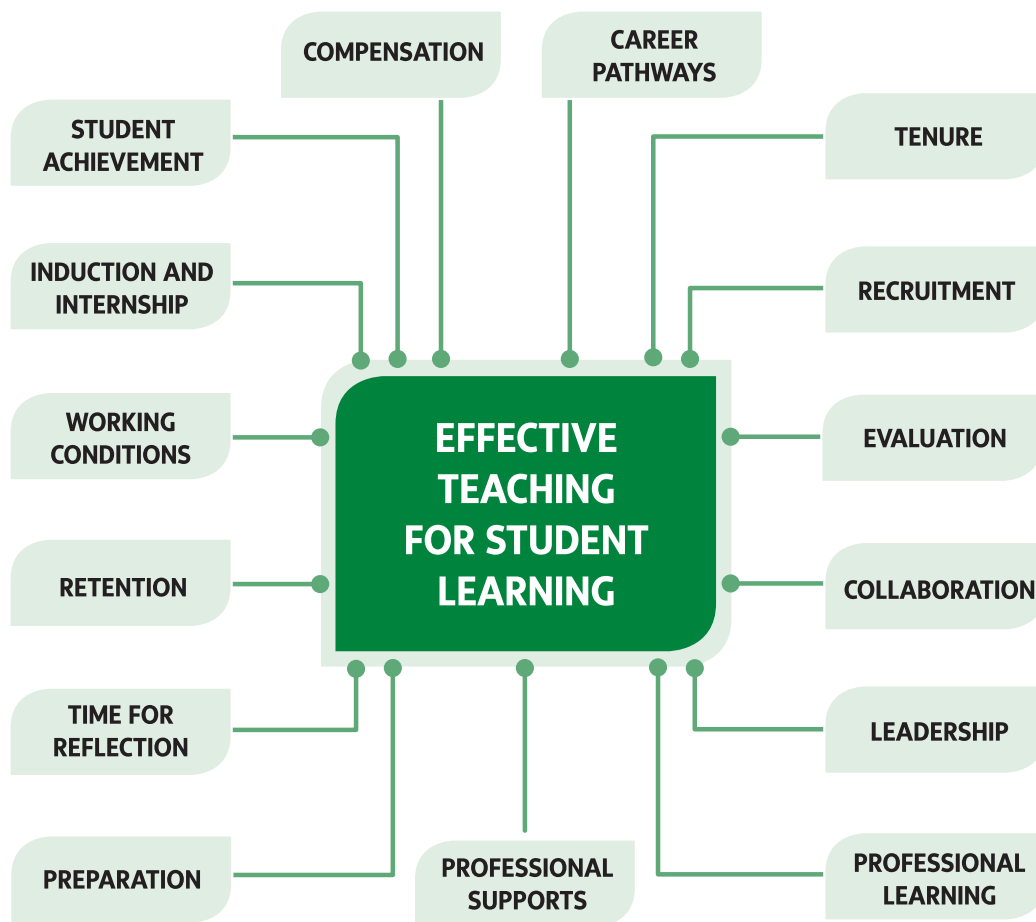 COMPENSATION
CAREER
PATHWAYS
STUDENT
ACHIEVEMENT
TENURE
INDUCTION AND
INTERNSHIP
RECRUITMENT
WORKING
CONDITIONS
EFFECTIVE
TEACHING
FOR STUDENT
LEARNING
EVALUATION
RETENTION
COLLABORATION
TIME FOR
REFLECTION
LEADERSHIP
PREPARATION
PROFESSIONAL
SUPPORTS
PROFESSIONAL
LEARNING